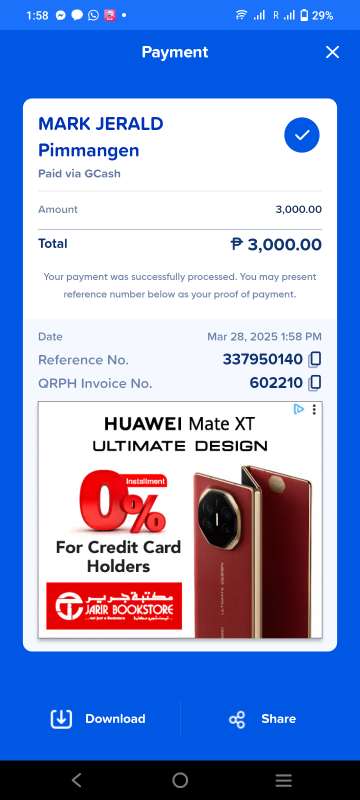 1:58
R
29%
Payment
MARK JERALD
Pimmangen
Paid via GCash
Amount 3,000.00
Total ₱ 3,000.00
Your payment was successfully processed. You may present
reference number below as your proof of payment.
Date Mar 28, 2025 1:58 PM
Reference No. 337950140
QRPH Invoice No. 602210
HUAWEI Mate XT
ULTIMATE DESIGN
Installment
0%
For Credit Card
Holders
مكتبة جرير
JARIR BOOKSTORE
...not just a Bookstore
Download Share